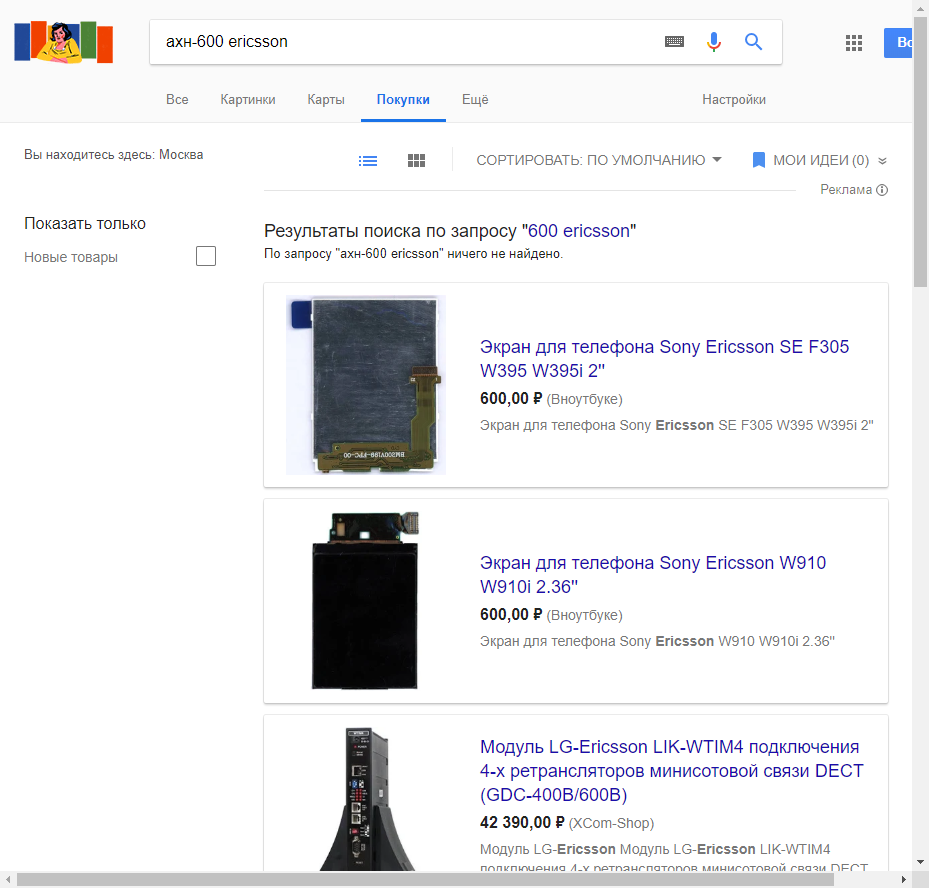 ахн-600 ericsson
Все Картинки Карты Покупки Ещё Настройки
Вы находитесь здесь: Москва
СОРТИРОВАТЬ: ПО УМОЛЧАНИЮ
МОИ ИДЕИ (0)
Реклама
Показать только
Новые товары
Результаты поиска по запросу "600 ericsson"
По запросу "ахн-600 ericsson" ничего не найдено.
Экран для телефона Sony Ericsson SE F305
W395 W395i 2"
600,00 ₽ (Вноутбуке)
Экран для телефона Sony Ericsson SE F305 W395 W395i 2"
Экран для телефона Sony Ericsson W910
W910i 2.36"
600,00 ₽ (Вноутбуке)
Экран для телефона Sony Ericsson W910 W910i 2.36"
Модуль LG-Ericsson LIK-WTIM4 подключения
4-х ретрансляторов минисотовой связи DECT
(GDC-400B/600B)
42 390,00 ₽ (XCom-Shop)
Модуль LG-Ericsson Модуль LG-Ericsson LIK-WTIM4
подключения 4-х ретрансляторов минисотовой связи DECT